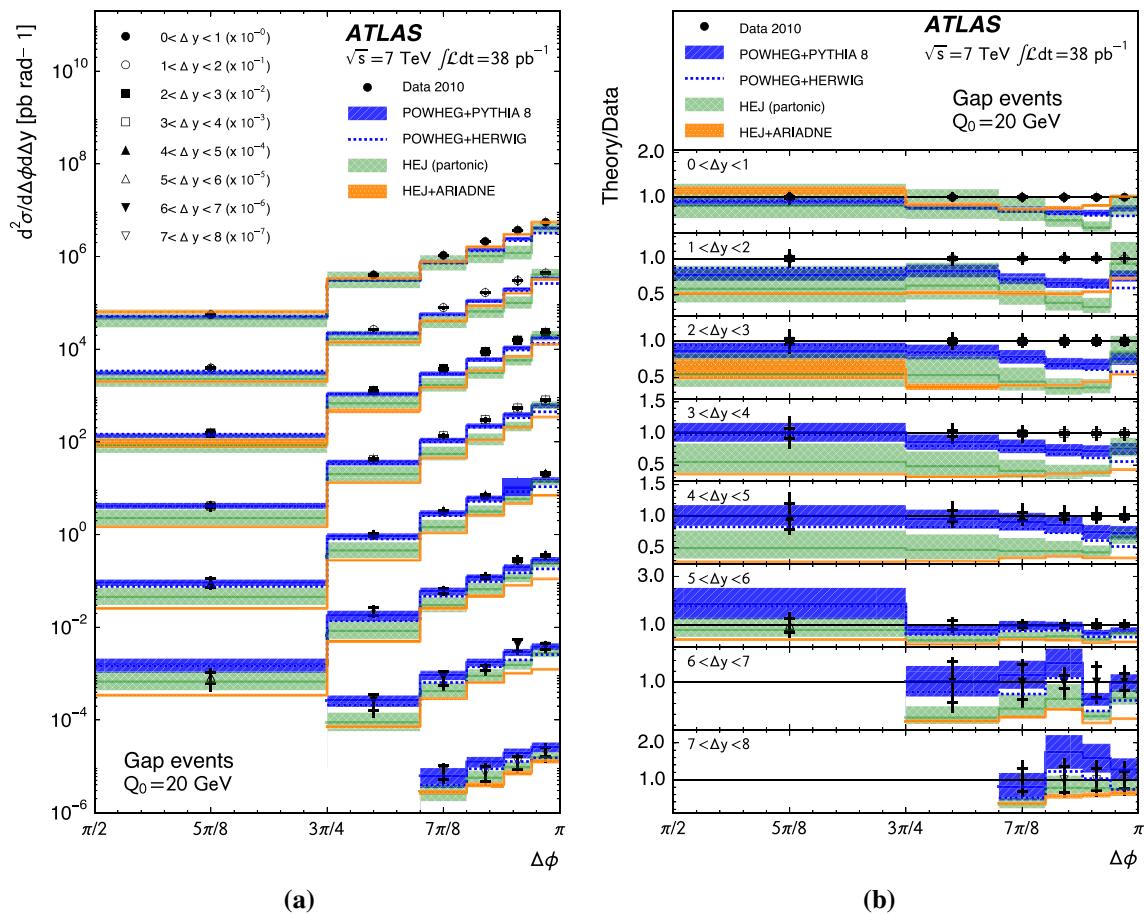 ATLAS
√s=7 TeV ∫ℒdt=38 pb⁻¹
0<Δy<1 (x 10⁻⁰)
1<Δy<2 (x 10⁻¹)
2<Δy<3 (x 10⁻²)
3<Δy<4 (x 10⁻³)
4<Δy<5 (x 10⁻⁴)
5<Δy<6 (x 10⁻⁵)
6<Δy<7 (x 10⁻⁶)
7<Δy<8 (x 10⁻⁷)
Data 2010
POWHEG+PYTHIA 8
POWHEG+HERWIG
HEJ (partonic)
HEJ+ARIADNE
d²σ/dΔϕdΔy [pb rad−1]
10¹⁰
10⁸
10⁶
10⁴
10²
10⁰
10⁻²
10⁻⁴
10⁻⁶
Gap events
Q₀=20 GeV
π/2 5π/8 3π/4 7π/8 π
Δϕ
(a)
ATLAS
√s=7 TeV ∫ℒdt=38 pb⁻¹
Data 2010
POWHEG+PYTHIA 8
POWHEG+HERWIG
HEJ (partonic)
HEJ+ARIADNE
Gap events
Q₀=20 GeV
Theory/Data
2.0
0<Δy<1
1.0
1<Δy<2
1.0
0.5
2<Δy<3
1.0
0.5
1.5
3<Δy<4
1.0
0.5
1.5
4<Δy<5
1.0
0.5
5<Δy<6
3.0
1.0
6<Δy<7
1.0
7<Δy<8
2.0
1.0
π/2 5π/8 3π/4 7π/8 π
Δϕ
(b)